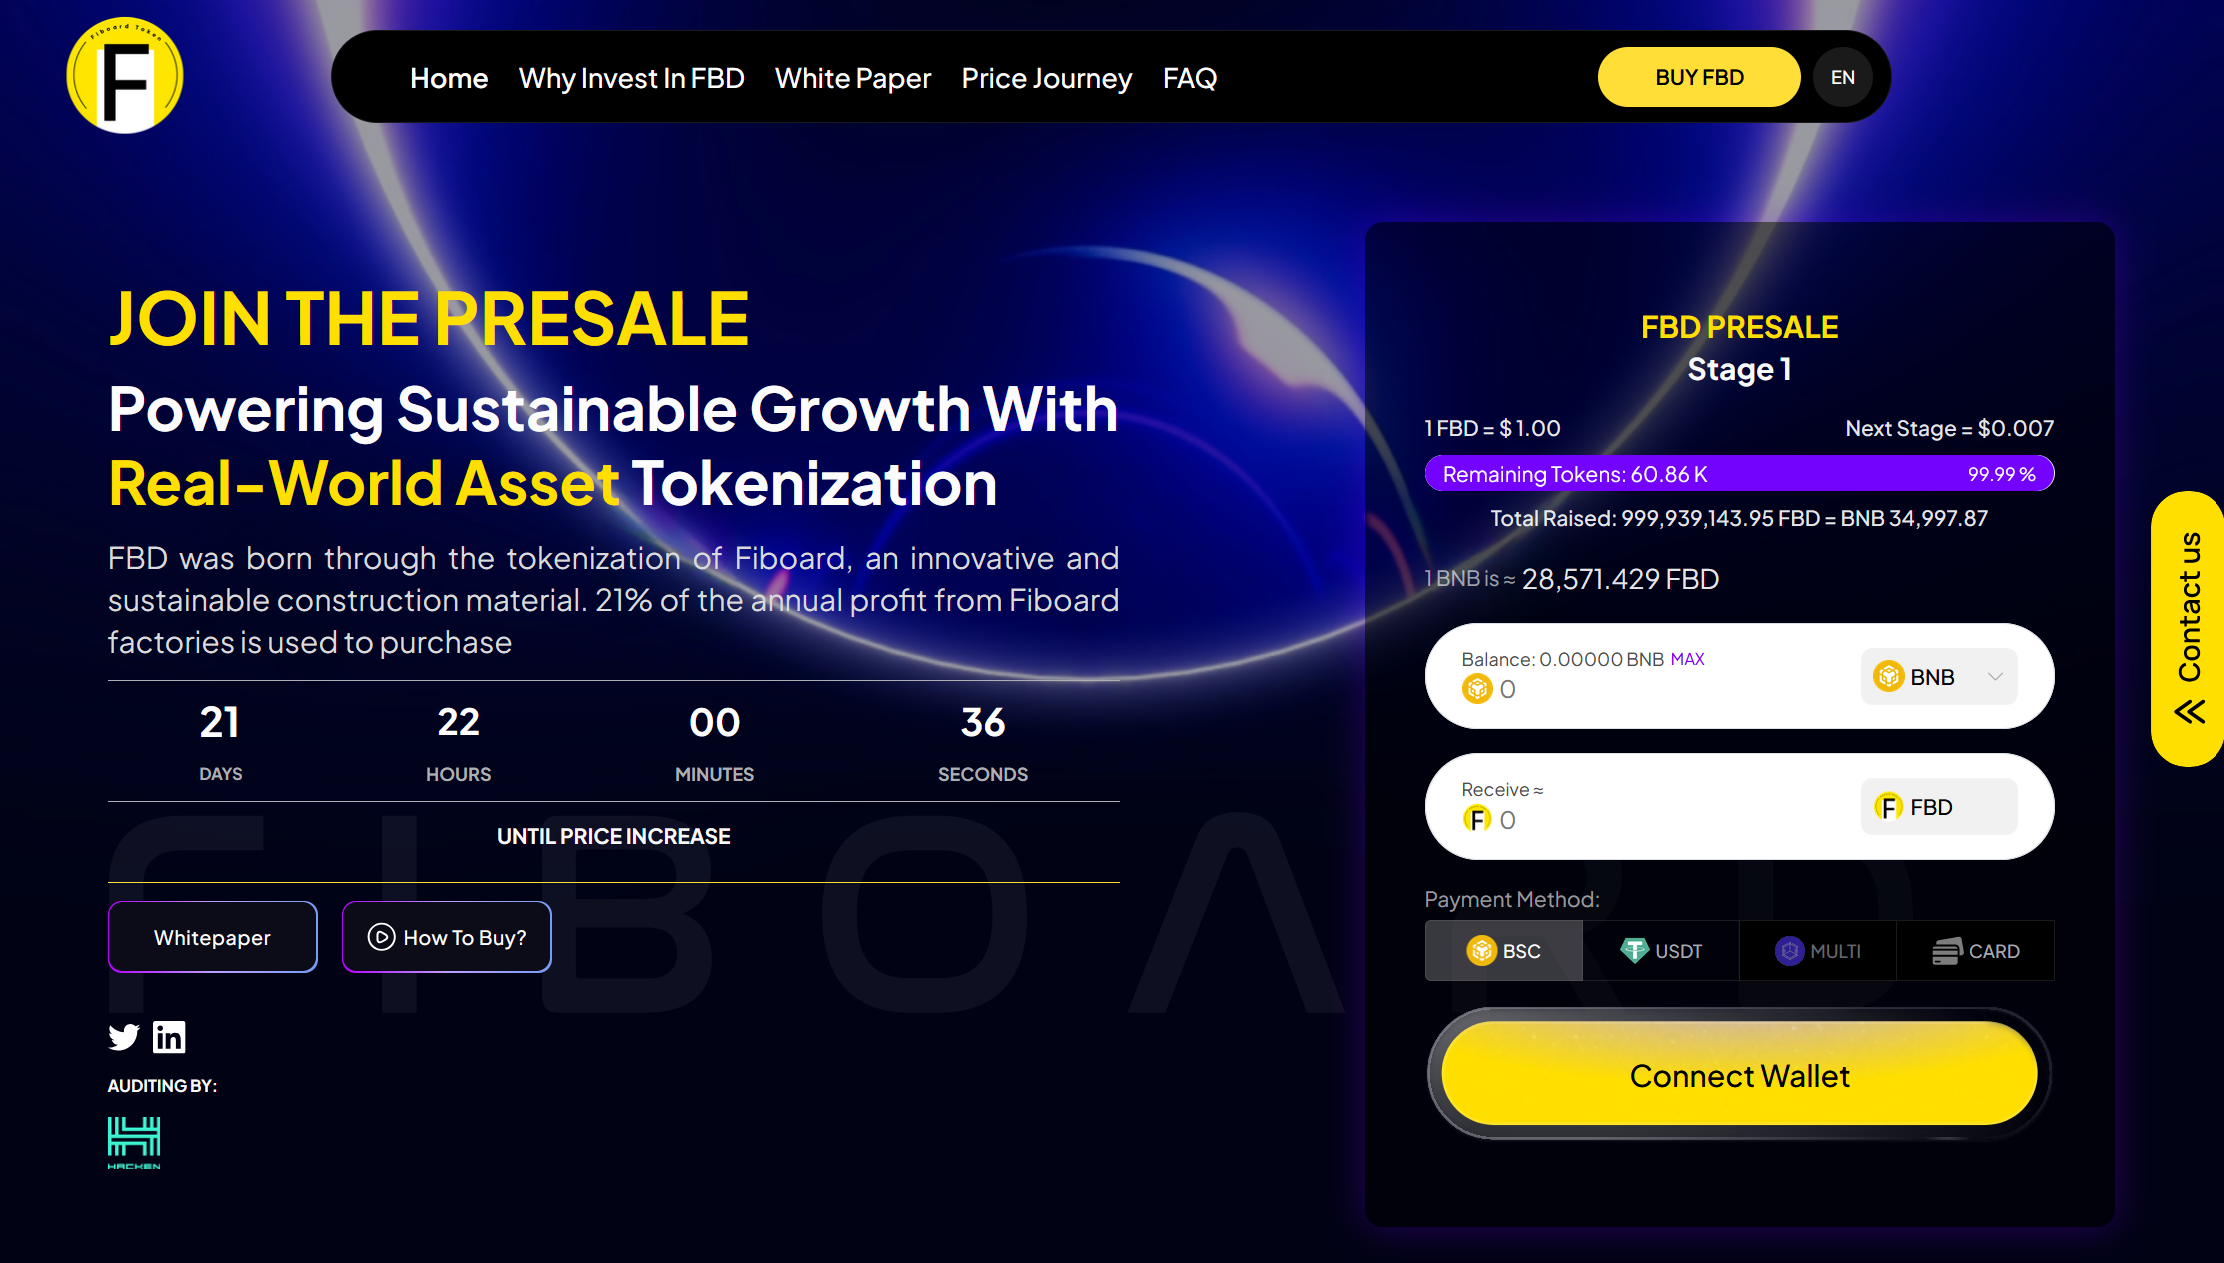 Fiboard Token
F
Home
Why Invest In FBD
White Paper
Price Journey
FAQ
BUY FBD
EN
JOIN THE PRESALE
Powering Sustainable Growth With
Real-World Asset Tokenization
FBD was born through the tokenization of Fiboard, an innovative and
sustainable construction material. 21% of the annual profit from Fiboard
factories is used to purchase
21
DAYS
22
HOURS
00
MINUTES
36
SECONDS
UNTIL PRICE INCREASE
Whitepaper
How To Buy?
in
AUDITING BY:
HACKEN
FIBOARD
FBD PRESALE
Stage 1
1 FBD = $ 1.00
Next Stage = $0.007
Remaining Tokens: 60.86 K
99.99 %
Total Raised: 999,939,143.95 FBD = BNB 34,997.87
1 BNB is ≈ 28,571.429 FBD
Balance: 0.00000 BNB MAX
0
BNB
Receive ≈
F 0
F FBD
Payment Method:
BSC
USDT
MULTI
CARD
Connect Wallet
Contact us